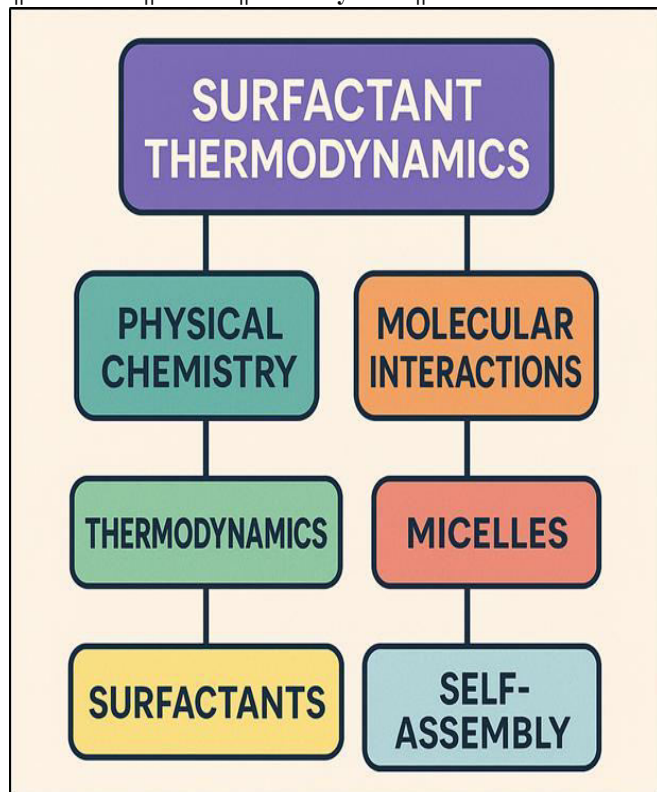 SURFACTANT
THERMODYNAMICS
PHYSICAL
CHEMISTRY
MOLECULAR
INTERACTIONS
THERMODYNAMICS
MICELLES
SURFACTANTS
SELF-
ASSEMBLY